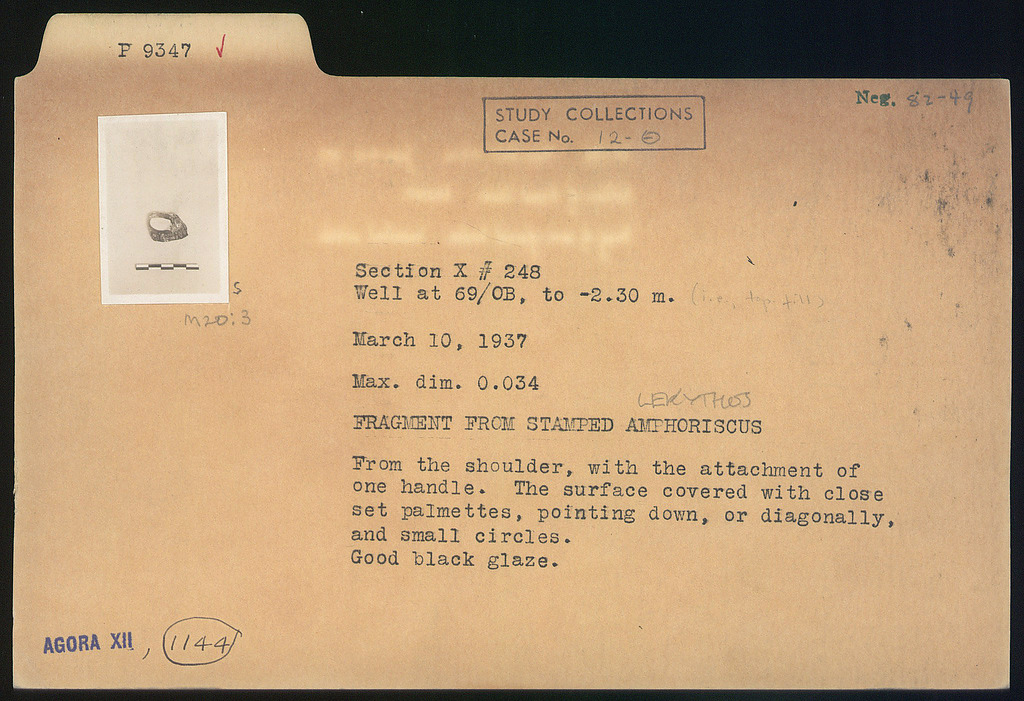 P 9347 ✓
Neg. 82-49
STUDY COLLECTIONS
CASE No. 12-⊖
Section X # 248
Well at 69/OB, to -2.30 m. (i.e., top fill)
S
M20:3
March 10, 1937
Max. dim. 0.034
LEKYTHOS
FRAGMENT FROM STAMPED AMPHORISCUS
From the shoulder, with the attachment of
one handle. The surface covered with close
set palmettes, pointing down, or diagonally,
and small circles.
Good black glaze.
AGORA XII, 1144